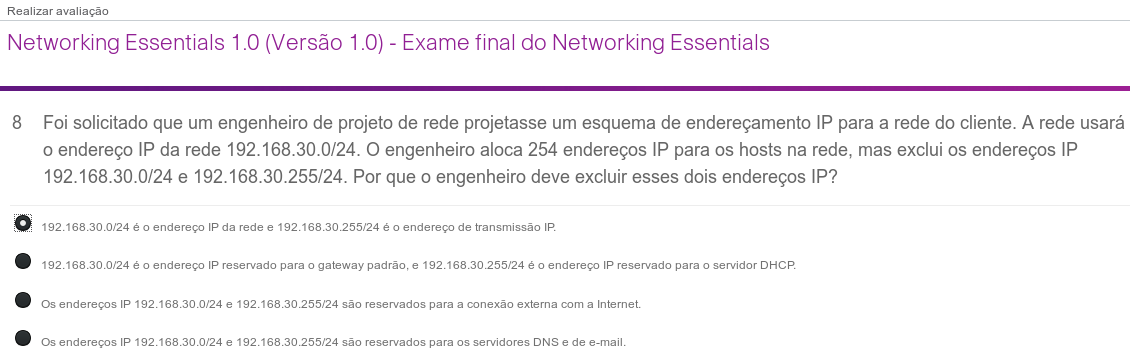 Realizar avaliação
Networking Essentials 1.0 (Versão 1.0) - Exame final do Networking Essentials
8 Foi solicitado que um engenheiro de projeto de rede projetasse um esquema de endereçamento IP para a rede do cliente. A rede usará
o endereço IP da rede 192.168.30.0/24. O engenheiro aloca 254 endereços IP para os hosts na rede, mas exclui os endereços IP
192.168.30.0/24 e 192.168.30.255/24. Por que o engenheiro deve excluir esses dois endereços IP?
192.168.30.0/24 é o endereço IP da rede e 192.168.30.255/24 é o endereço de transmissão IP.
192.168.30.0/24 é o endereço IP reservado para o gateway padrão, e 192.168.30.255/24 é o endereço IP reservado para o servidor DHCP.
Os endereços IP 192.168.30.0/24 e 192.168.30.255/24 são reservados para a conexão externa com a Internet.
Os endereços IP 192.168.30.0/24 e 192.168.30.255/24 são reservados para os servidores DNS e de e-mail.